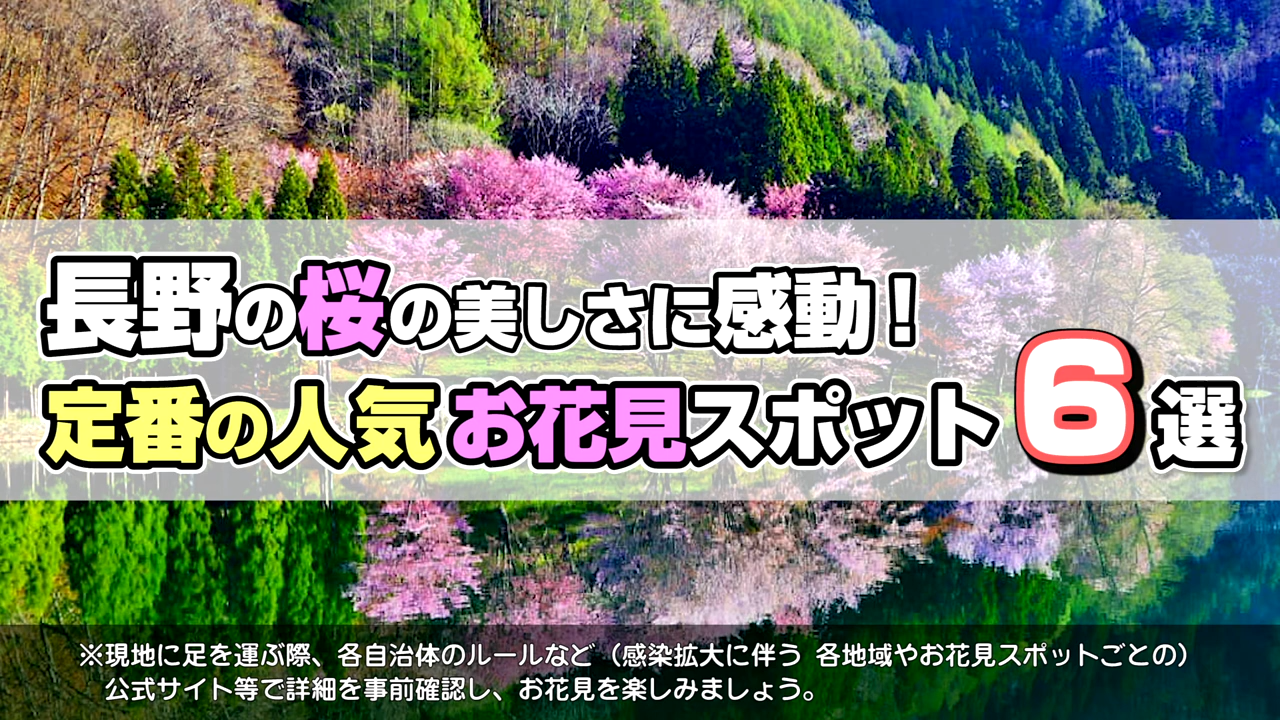 長野の桜の美しさに感動！
定番の人気 お花見スポット 6 選
※現地に足を運ぶ際、各自治体のルールなど（感染拡大に伴う 各地域やお花見スポットごとの）
公式サイト等で詳細を事前確認し、お花見を楽しみましょう。